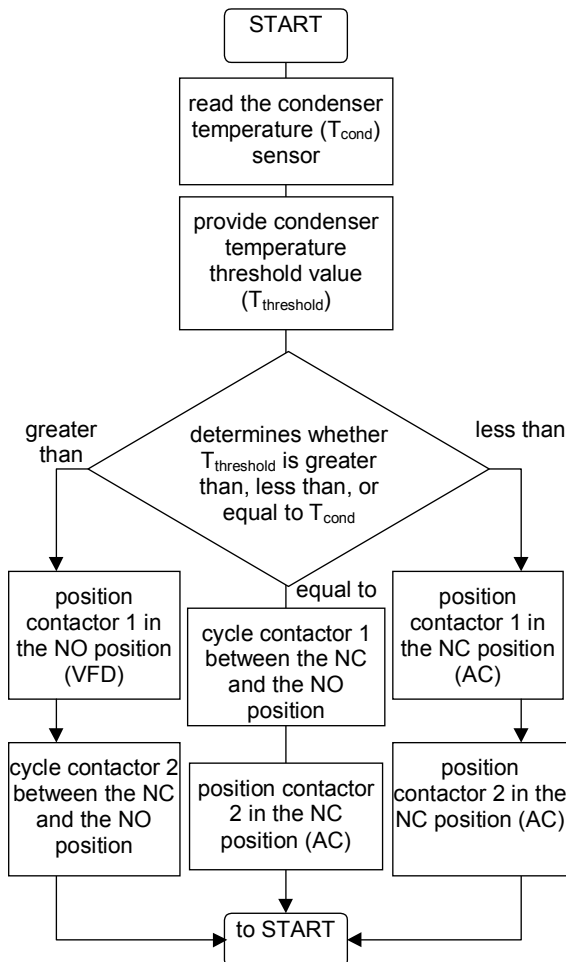 START
read the condenser
temperature (Tcond)
sensor
provide condenser
temperature
threshold value
(Tthreshold)
greater
than
determines whether
Tthreshold is greater
than, less than, or
equal to Tcond
less than
equal to
position
contactor 1 in
the NO position
(VFD)
cycle contactor 1
between the NC
and the NO
position
position
contactor 1 in
the NC position
(AC)
cycle contactor 2
between the NC
and the NO
position
position contactor
2 in the NC
position (AC)
position
contactor 2 in the
NC position (AC)
to START